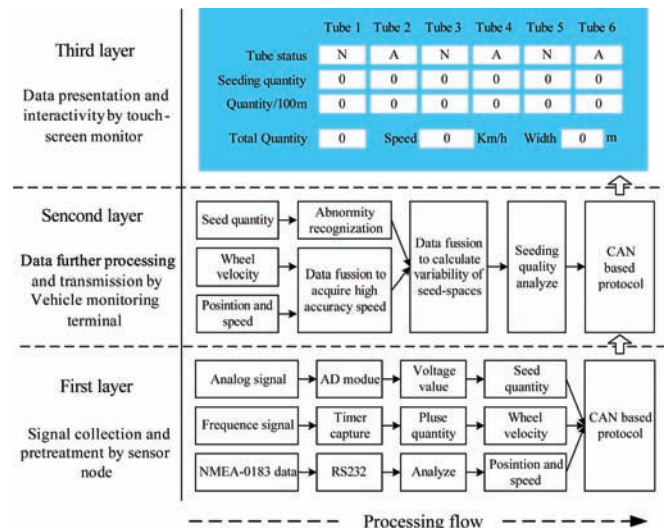 Third layer
Data presentation and
interactivity by touch-
screen monitor
Tube 1 Tube 2 Tube 3 Tube 4 Tube 5 Tube 6
Tube status N A N A N A
Seeding quantity 0 0 0 0 0 0
Quantity/100m 0 0 0 0 0 0
Total Quantity 0 Speed 0 Km/h Width 0 m
Sencond layer
Data further processing
and transmission by
Vehicle monitoring
terminal
Seed quantity
Abnormity
recognization
Wheel
velocity
Posintion and
speed
Data fusion to
acquire high
accuracy speed
Data fusion
to calculate
variability of
seed-spaces
Seeding
quality
analyze
CAN
based
protocol
First layer
Signal collection and
pretreatment by sensor
node
Analog signal
AD modue
Voltage
value
Seed
quantity
Frequence signal
Timer
capture
Pluse
quantity
Wheel
velocity
NMEA-0183 data
RS232
Analyze
Posintion and
speed
CAN based
protocol
Processing flow